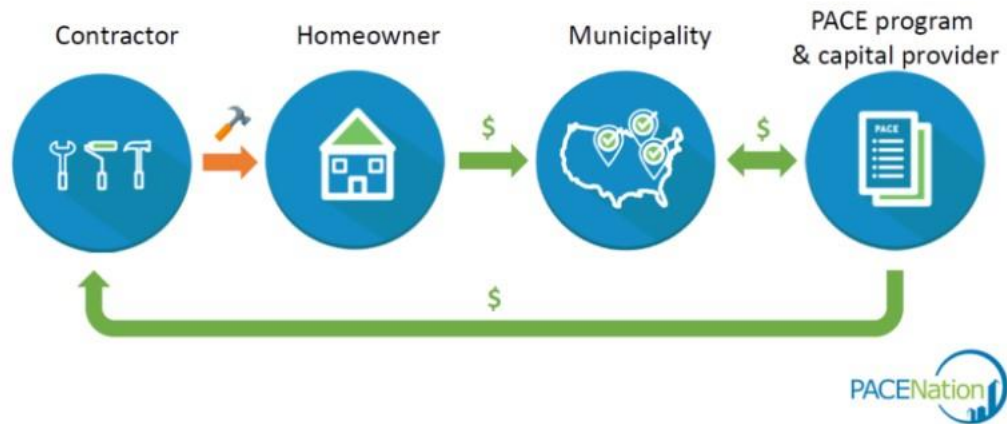 Contractor
Homeowner
Municipality
PACE program
& capital provider
$
$
PACE
$
PACENation